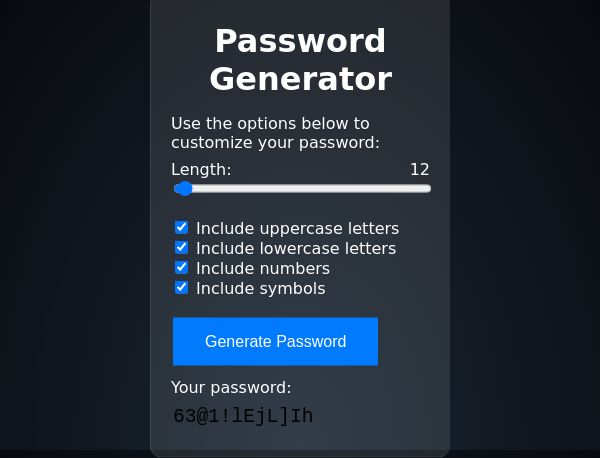 Password
Generator
Use the options below to
customize your password:
Length: 12
Include uppercase letters
Include lowercase letters
Include numbers
Include symbols
Generate Password
Your password:
63@1!lEjL]Ih